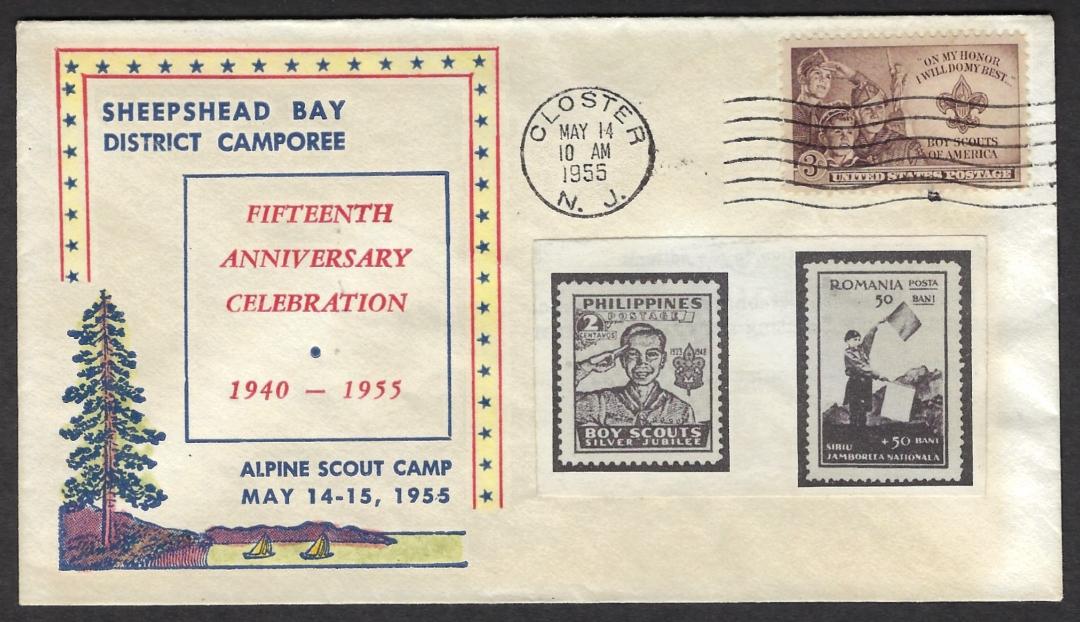 SHEEPSHEAD BAY
DISTRICT CAMPOREE
FIFTEENTH
ANNIVERSARY
CELEBRATION
1940 – 1955
ALPINE SCOUT CAMP
MAY 14-15, 1955
CLOSTER
MAY 14
10 AM
1955
N. J.
"ON MY HONOR
I WILL DO MY BEST..."
BOY SCOUTS
OF AMERICA
3¢ UNITED STATES POSTAGE
PHILIPPINES
POSTAGE
2
CENTAVOS
1923 1948
BOY SCOUTS
SILVER JUBILEE
ROMANIA POSTA
50 BANI
+50 BANI
SIBIU
JAMBOREEA NATIONALA